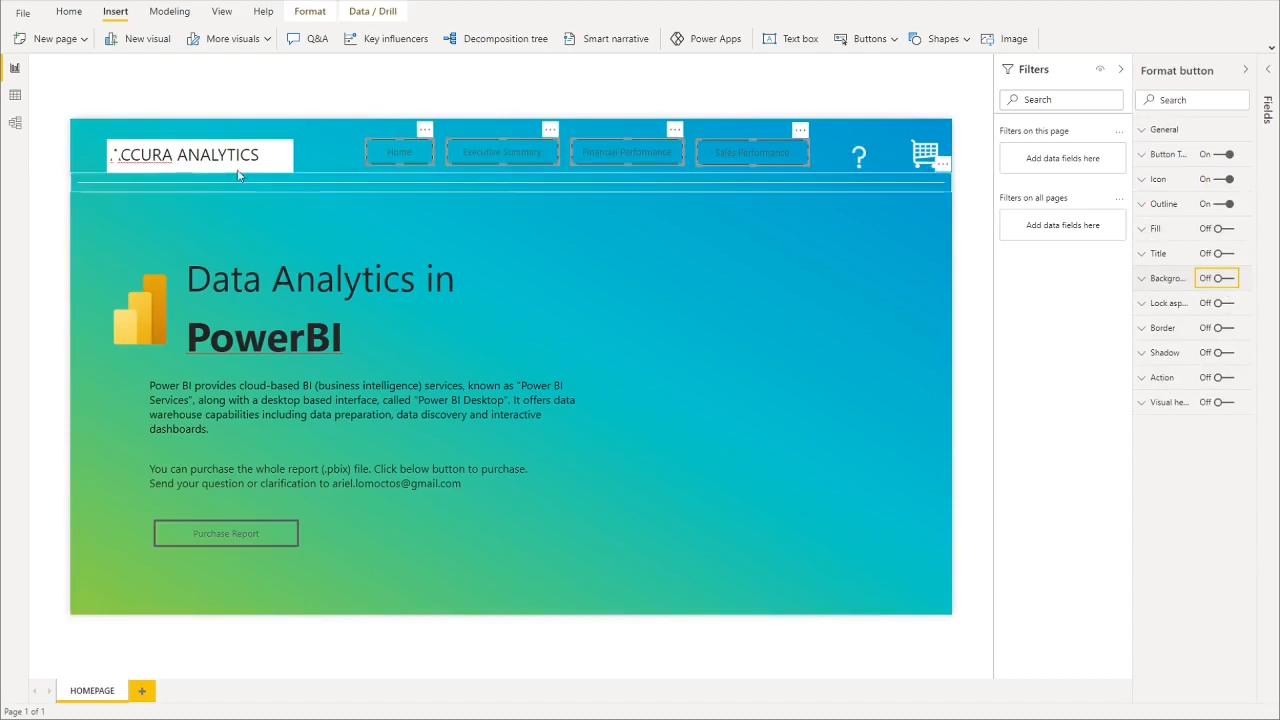 File Home Insert Modeling View Help Format Data / Drill
New page New visual More visuals Q&A Key influencers Decomposition tree Smart narrative Power Apps Text box Buttons Shapes Image
Filters
Search
Filters on this page ...
Add data fields here
Filters on all pages ...
Add data fields here
Format button
Search
General
Button T... On
Icon On
Outline On
Fill Off
Title Off
Backgro... Off
Lock asp... Off
Border Off
Shadow Off
Action Off
Visual he... Off
Fields
CCURA ANALYTICS
Home Executive Summary Financial Performance Sales Performance ?
Data Analytics in
PowerBI
Power BI provides cloud-based BI (business intelligence) services, known as "Power BI
Services", along with a desktop based interface, called "Power BI Desktop". It offers data
warehouse capabilities including data preparation, data discovery and interactive
dashboards.
You can purchase the whole report (.pbix) file. Click below button to purchase.
Send your question or clarification to ariel.lomoctos@gmail.com
Purchase Report
HOMEPAGE +
Page 1 of 1